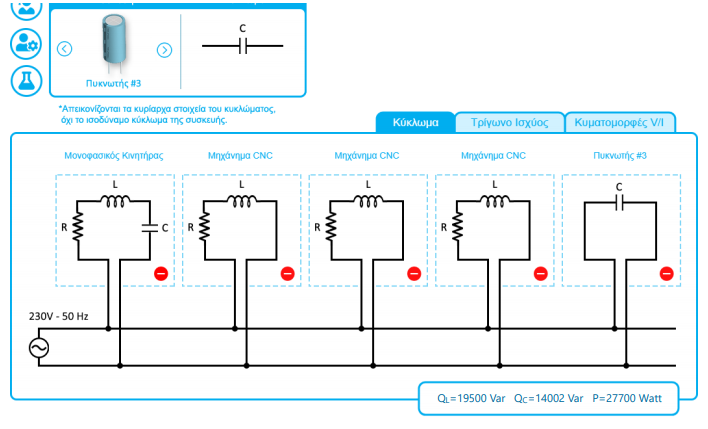 C
Πυκνωτής #3
*Απεικονίζονται τα κυρίαρχα στοιχεία του κυκλώματος,
όχι το ισοδύναμο κύκλωμα της συσκευής.
Κύκλωμα Τρίγωνο Ισχύος Κυματομορφές V/I
Μονοφασικός Κινητήρας Μηχάνημα CNC Μηχάνημα CNC Μηχάνημα CNC Πυκνωτής #3
L L L L C
R C R R R
230V - 50 Hz
QL=19500 Var QC=14002 Var P=27700 Watt